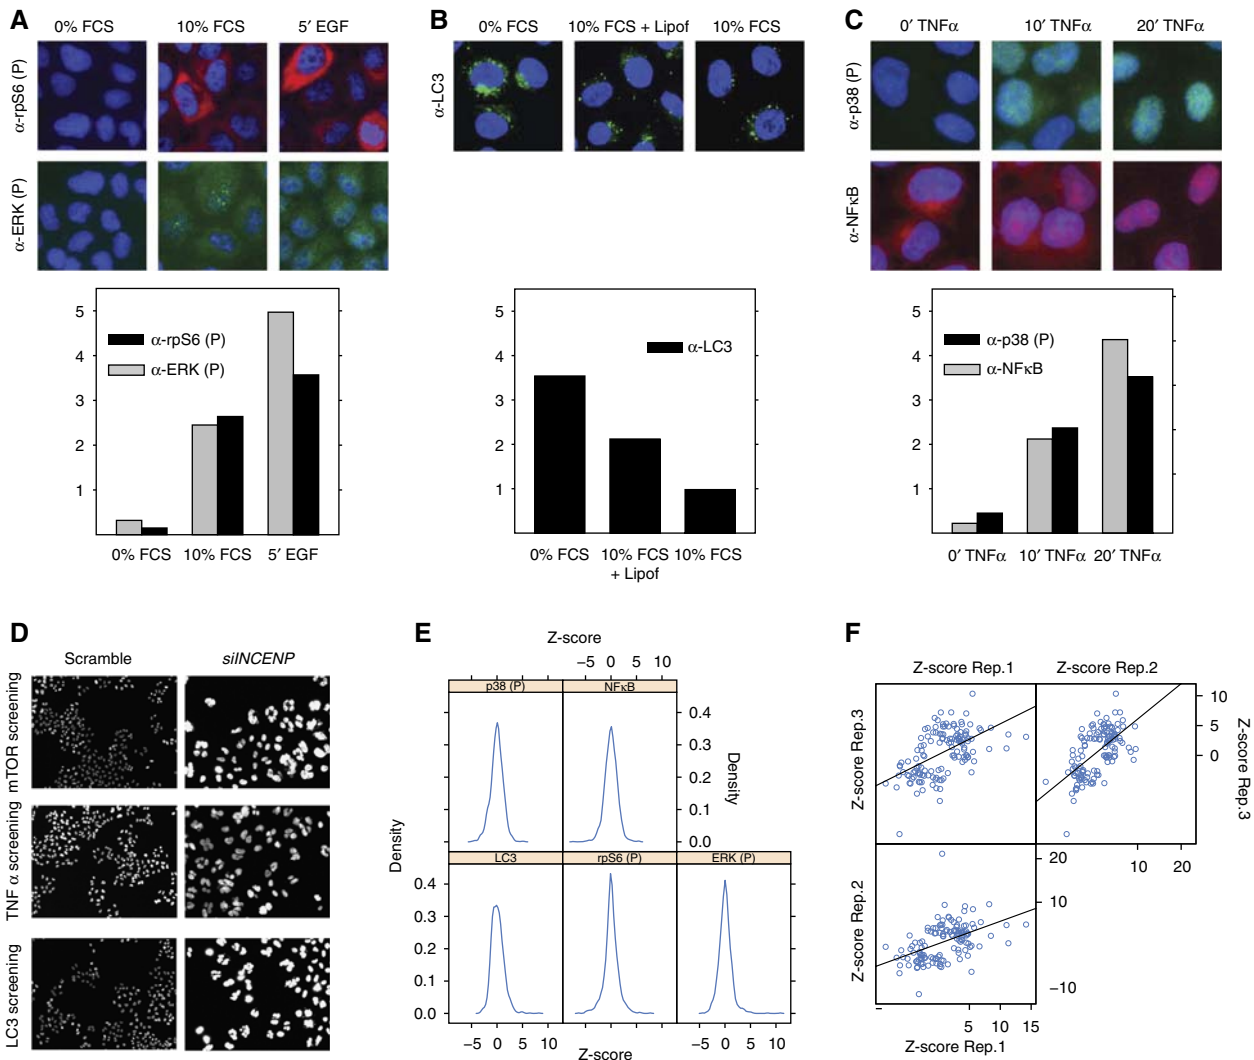 A
0% FCS
10% FCS
5′ EGF
α-rpS6 (P)
α-ERK (P)
5
4
3
2
1
α-rpS6 (P)
α-ERK (P)
0% FCS
10% FCS
5′ EGF
B
0% FCS
10% FCS + Lipof
10% FCS
α-LC3
5
4
3
2
1
α-LC3
0% FCS
10% FCS
+ Lipof
10% FCS
C
0′ TNFα
10′ TNFα
20′ TNFα
α-p38 (P)
α-NFκB
5
4
3
2
1
α-p38 (P)
α-NFκB
0′ TNFα
10′ TNFα
20′ TNFα
D
Scramble
siINCENP
mTOR screening
TNF α screening
LC3 screening
E
Z-score
−5 0 5 10
p38 (P)
NFκB
0.4
0.3
0.2
0.1
0.0
Density
Density
LC3
rpS6 (P)
ERK (P)
0.4
0.3
0.2
0.1
0.0
−5 0 5 10
−5 0 5 10
−5 0 5 10
Z-score
F
Z-score Rep.1
Z-score Rep.2
Z-score Rep.3
10
5
0
Z-score Rep.3
10 20
Z-score Rep.2
20
10
−10
5 10 15
Z-score Rep.1